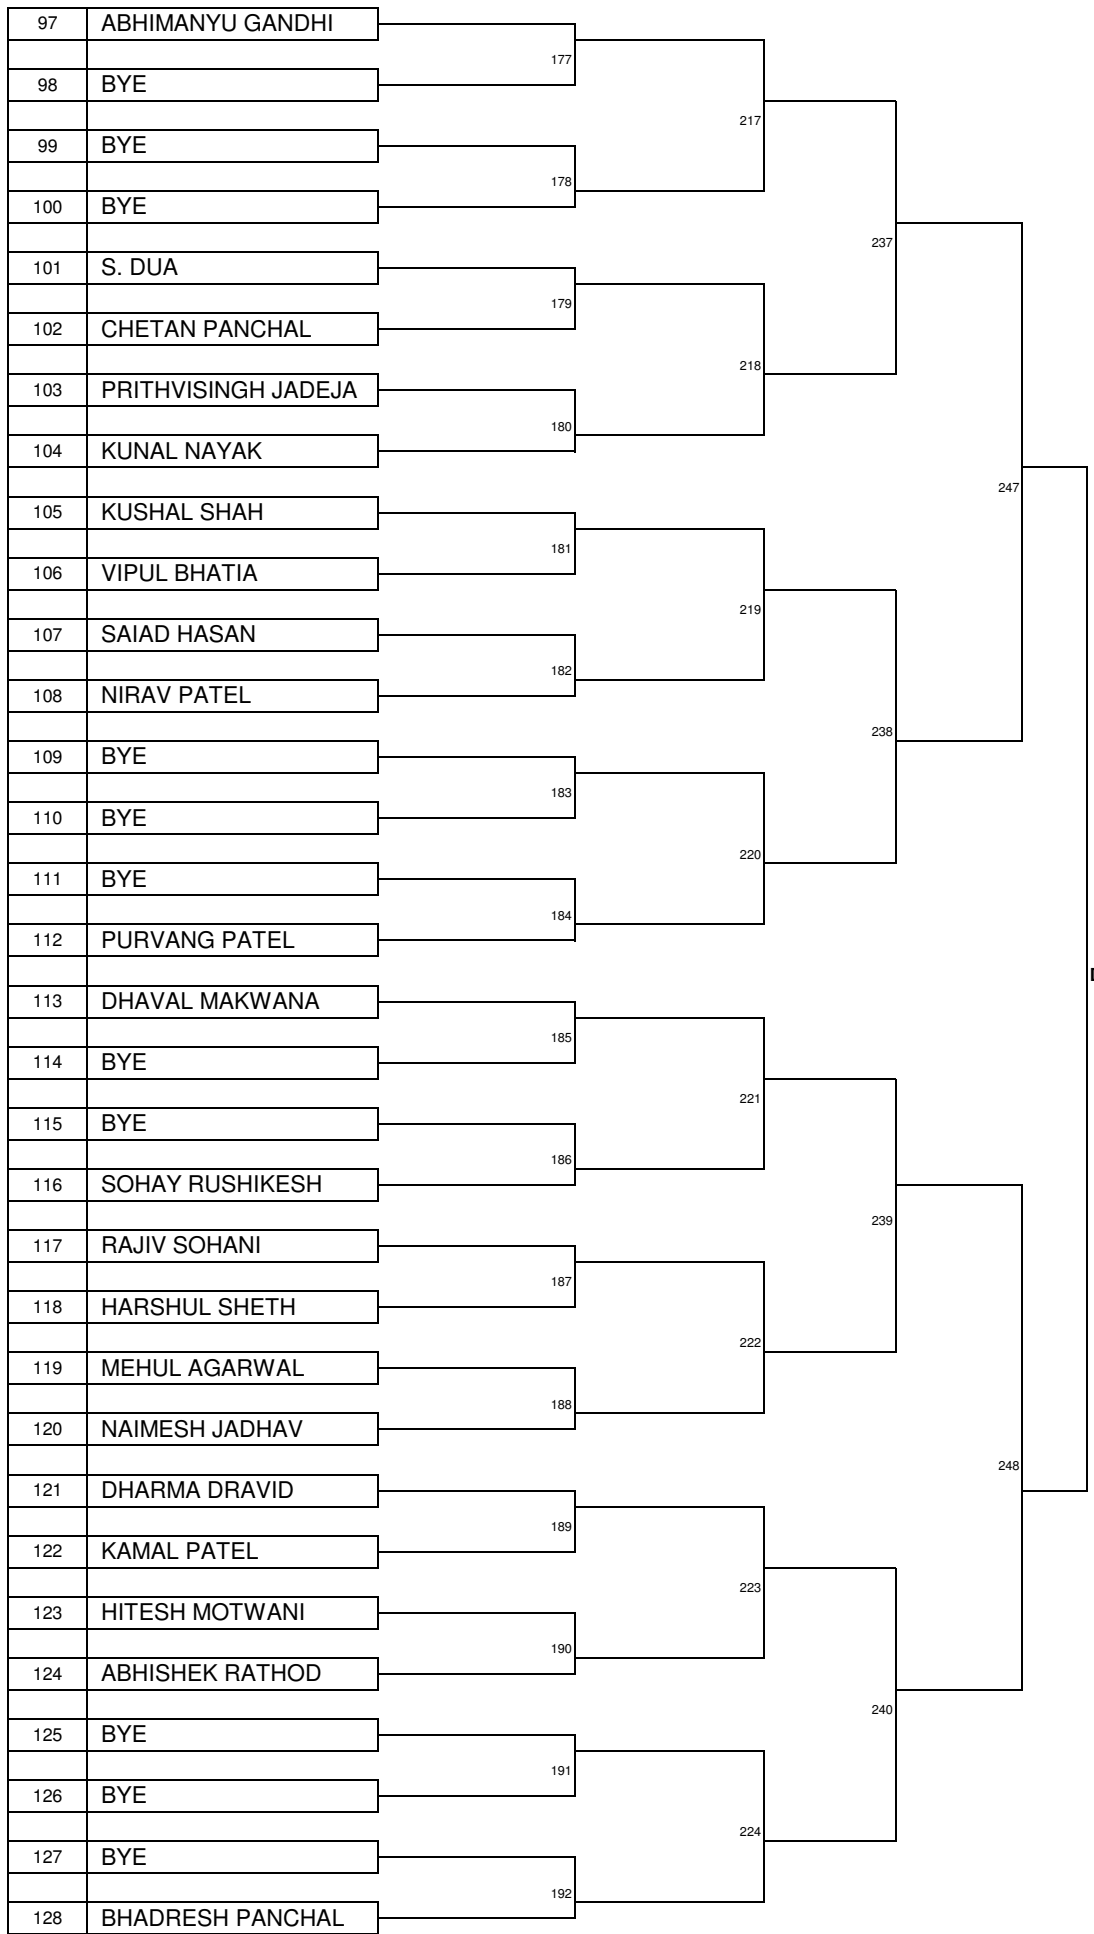 97 ABHIMANYU GANDHI
177
98 BYE
217
99 BYE
178
100 BYE
237
101 S. DUA
179
102 CHETAN PANCHAL
218
103 PRITHVISINGH JADEJA
180
104 KUNAL NAYAK
247
105 KUSHAL SHAH
181
106 VIPUL BHATIA
219
107 SAIAD HASAN
182
108 NIRAV PATEL
238
109 BYE
183
110 BYE
220
111 BYE
184
112 PURVANG PATEL
113 DHAVAL MAKWANA
185
114 BYE
221
115 BYE
186
116 SOHAY RUSHIKESH
239
117 RAJIV SOHANI
187
118 HARSHUL SHETH
222
119 MEHUL AGARWAL
188
120 NAIMESH JADHAV
248
121 DHARMA DRAVID
189
122 KAMAL PATEL
223
123 HITESH MOTWANI
190
124 ABHISHEK RATHOD
240
125 BYE
191
126 BYE
224
127 BYE
192
128 BHADRESH PANCHAL